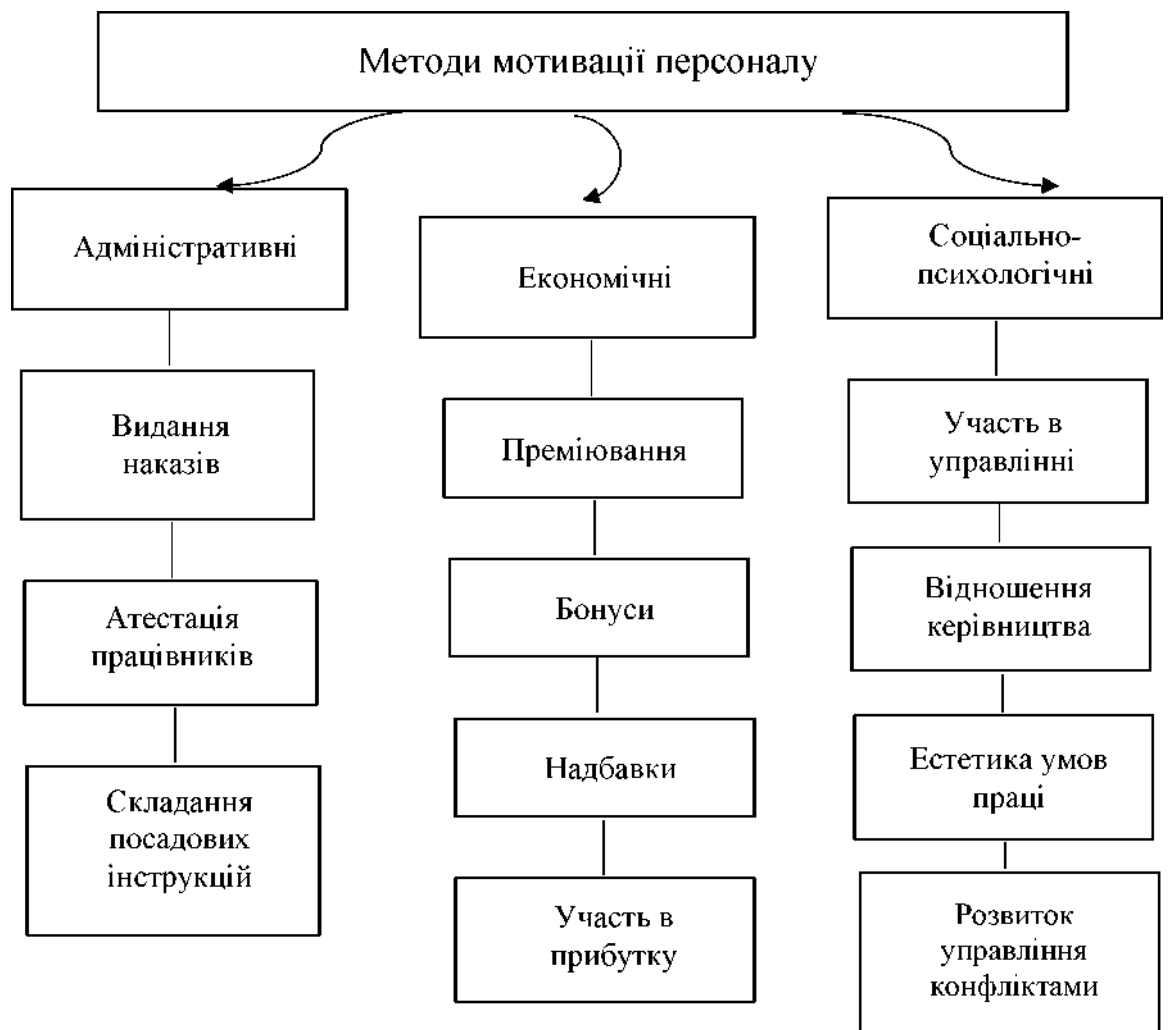 Методи мотивації персоналу
Адміністративні
Економічні
Соціально-
психологічні
Видання
наказів
Преміювання
Участь в
управлінні
Атестація
працівників
Бонуси
Відношення
керівництва
Складання
посадових
інструкцій
Надбавки
Естетика умов
праці
Участь в
прибутку
Розвиток
управління
конфліктами